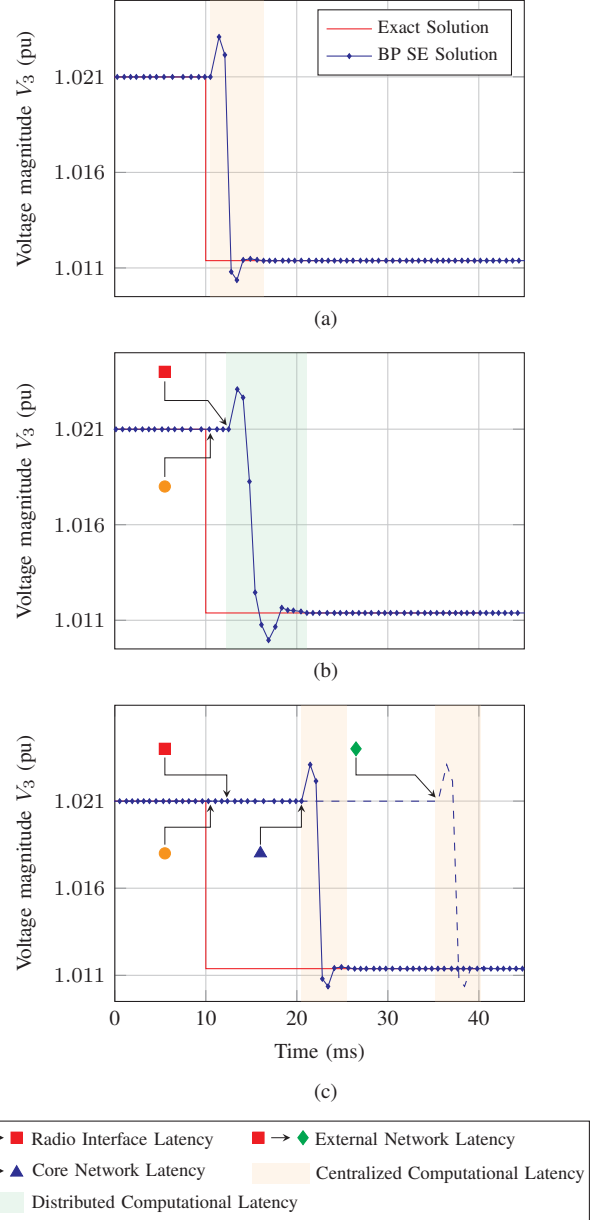 Exact Solution
BP SE Solution
Voltage magnitude V3 (pu)
1.021
1.016
1.011
(a)
Voltage magnitude V3 (pu)
1.021
1.016
1.011
(b)
Voltage magnitude V3 (pu)
1.021
1.016
1.011
0 10 20 30 40
Time (ms)
(c)
Radio Interface Latency
External Network Latency
Core Network Latency
Centralized Computational Latency
Distributed Computational Latency